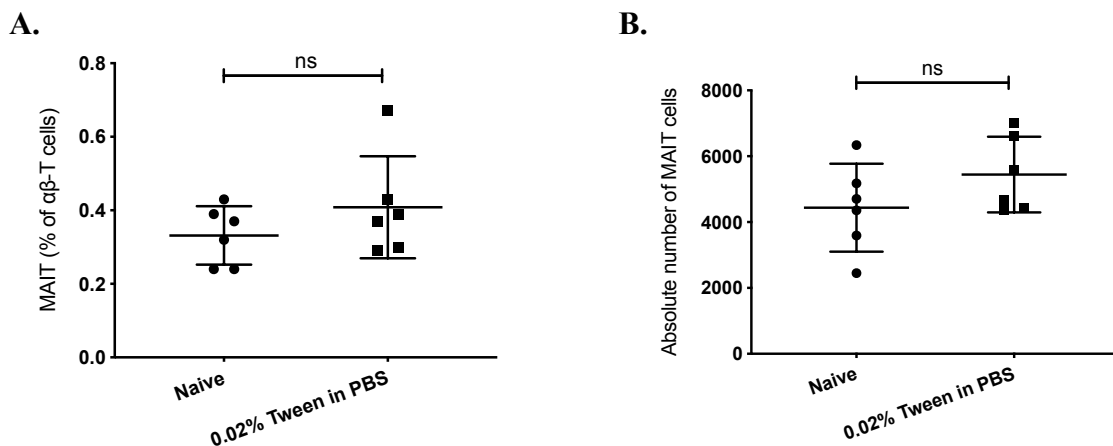 A.
MAIT (% of αβ-T cells)
0.8
0.6
0.4
0.2
0.0
ns
Naive
0.02% Tween in PBS
B.
Absolute number of MAIT cells
8000
6000
4000
2000
0
ns
Naive
0.02% Tween in PBS